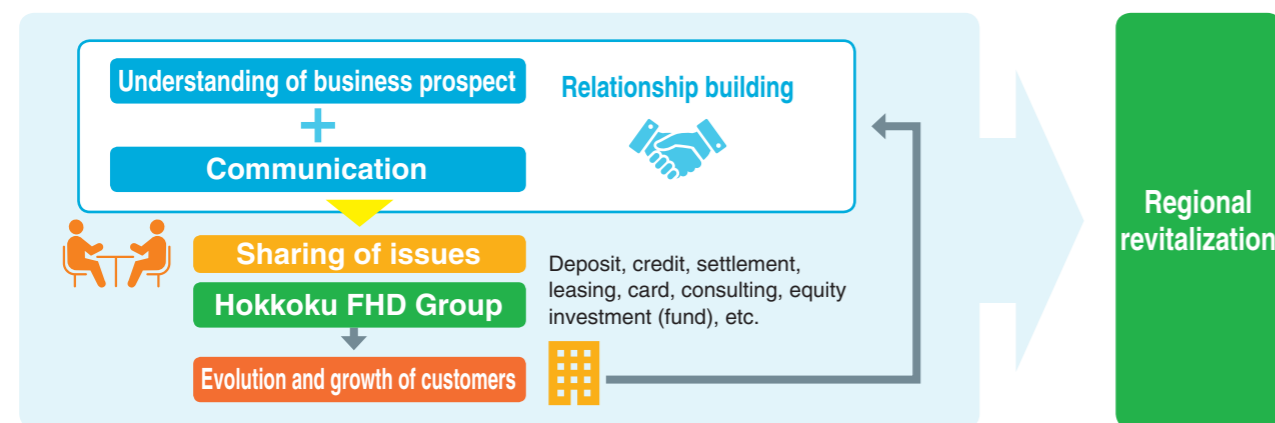 Understanding of business prospect
Relationship building
Communication
Sharing of issues
Hokkoku FHD Group
Deposit, credit, settlement,
leasing, card, consulting, equity
investment (fund), etc.
Evolution and growth of customers
Regional
revitalization